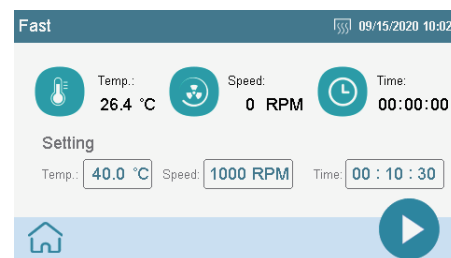 Fast 09/15/2020 10:02
Temp.: Speed: Time:
26.4 °C 0 RPM 00:00:00
Setting
Temp.: 40.0 °C Speed: 1000 RPM Time: 00 : 10 : 30